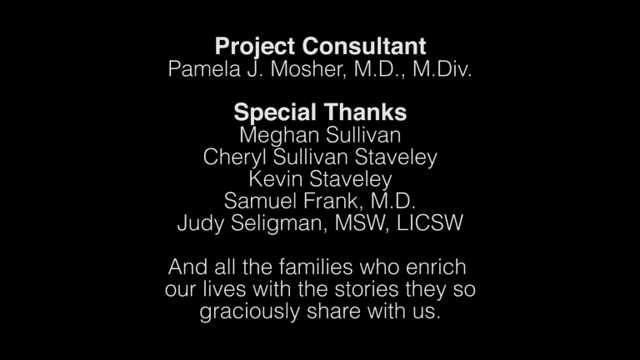 Project Consultant
Pamela J. Mosher, M.D., M.Div.
Special Thanks
Meghan Sullivan
Cheryl Sullivan Staveley
Kevin Staveley
Samuel Frank, M.D.
Judy Seligman, MSW, LICSW
And all the families who enrich
our lives with the stories they so
graciously share with us.